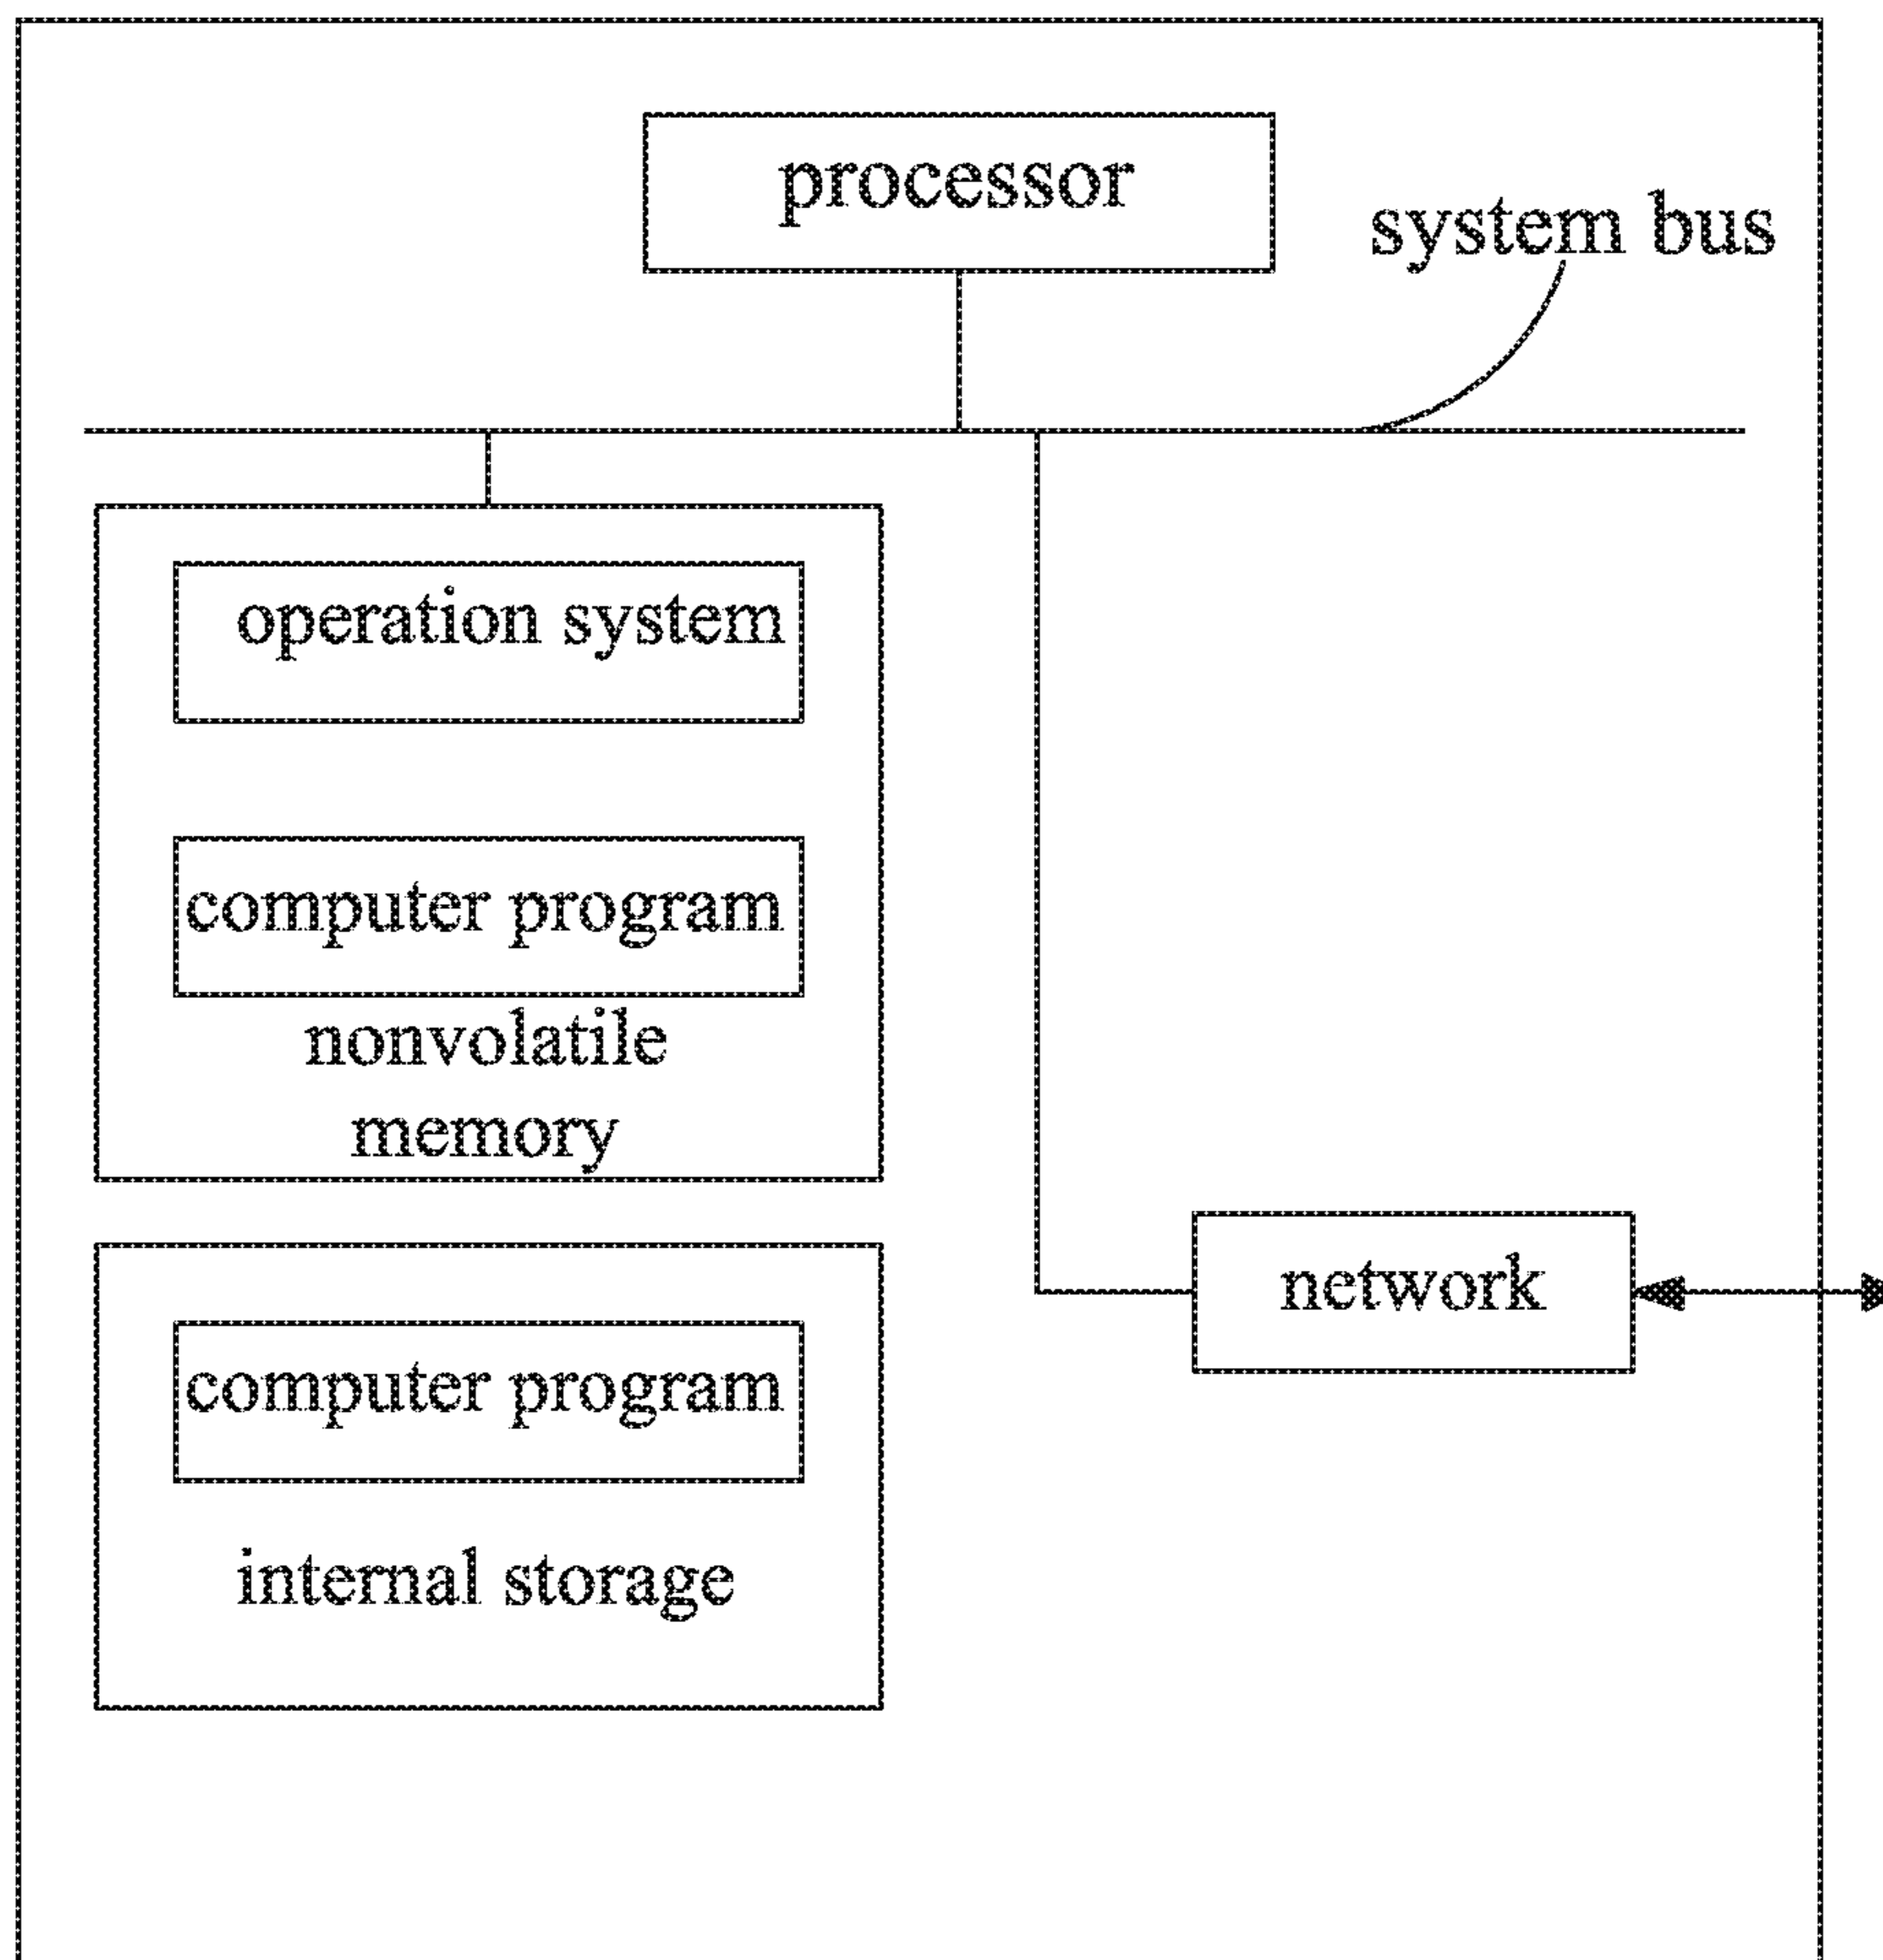 processor
system bus
operation system
computer program
nonvolatile
memory
network
computer program
internal storage